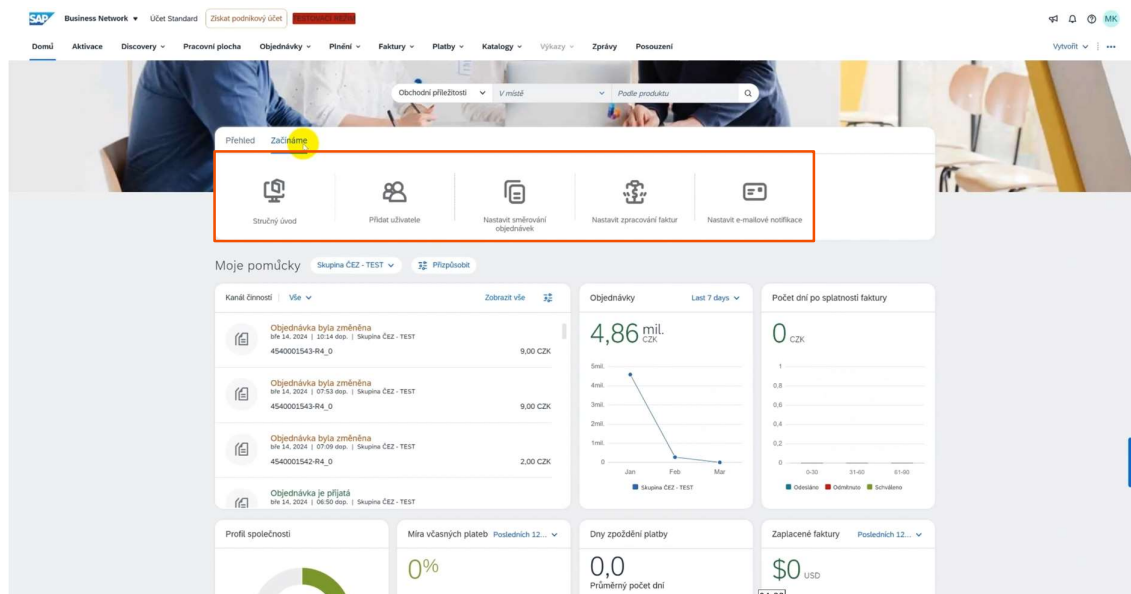 SAP Business Network Účet Standard Získat podnikový účet TESTOVACÍ REŽIM MK
Domů Aktivace Discovery Pracovní plocha Objednávky Plnění Faktury Platby Katalogy Výkazy Zprávy Posouzení Vytvořit
Obchodní příležitosti V místě Podle produktu
Přehled Začínáme
Stručný úvod
Přidat uživatele
Nastavit směrování
objednávek
Nastavit zpracování faktur
Nastavit e-mailové notifikace
Moje pomůcky Skupina ČEZ - TEST Přizpůsobit
Kanál činností Vše Zobrazit vše
Objednávka byla změněna
bře 14, 2024 | 10:14 dop. | Skupina ČEZ - TEST
4540001543-R4_0 9,00 CZK
Objednávka byla změněna
bře 14, 2024 | 07:53 dop. | Skupina ČEZ - TEST
4540001543-R4_0 9,00 CZK
Objednávka byla změněna
bře 14, 2024 | 07:09 dop. | Skupina ČEZ - TEST
4540001542-R4_0 2,00 CZK
Objednávka je přijatá
bře 14, 2024 | 06:50 dop. | Skupina ČEZ - TEST
Objednávky Last 7 days
4,86 mil.
CZK
5mil.
4mil.
3mil.
2mil.
1mil.
0
Jan Feb Mar
Skupina ČEZ - TEST
Počet dní po splatnosti faktury
0 CZK
1
0,8
0,6
0,4
0,2
0
0-30 31-60 61-90
Odesláno Odmítnuto Schváleno
Profil společnosti
Míra včasných plateb Posledních 12...
0%
Dny zpoždění platby
0,0
Průměrný počet dní
Zaplacené faktury Posledních 12...
$0 USD